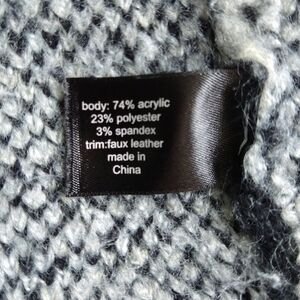 body: 74% acrylic
23% polyester
3% spandex
trim:faux leather
made in
China